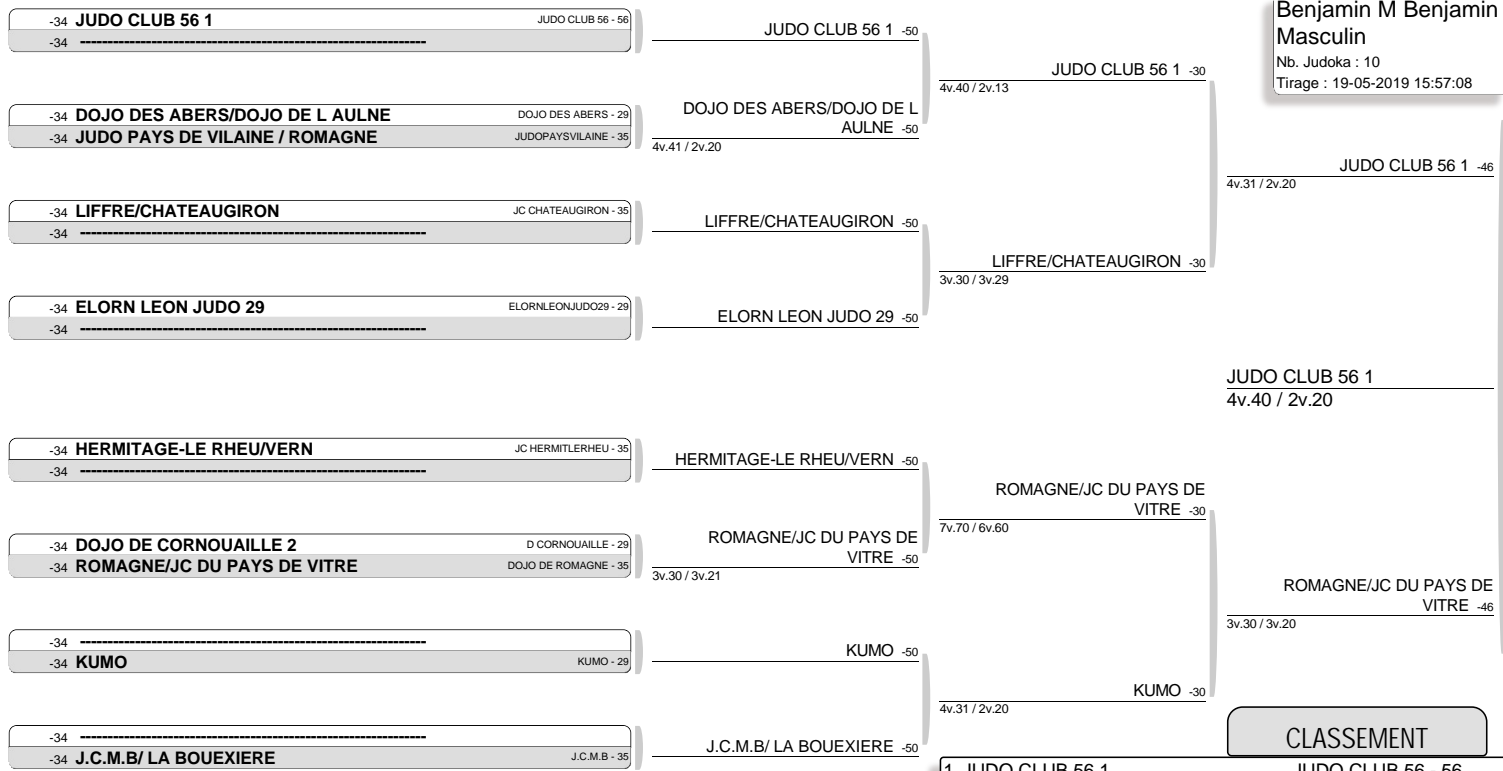 Benjamin M Benjamin
Masculin
Nb. Judoka : 10
Tirage : 19-05-2019 15:57:08
-34 JUDO CLUB 56 1 JUDO CLUB 56 - 56
-34 ----------------------------------------------------------------
-34 DOJO DES ABERS/DOJO DE L AULNE DOJO DES ABERS - 29
-34 JUDO PAYS DE VILAINE / ROMAGNE JUDOPAYSVILAINE - 35
-34 LIFFRE/CHATEAUGIRON JC CHATEAUGIRON - 35
-34 ----------------------------------------------------------------
-34 ELORN LEON JUDO 29 ELORNLEONJUDO29 - 29
-34 ----------------------------------------------------------------
-34 HERMITAGE-LE RHEU/VERN JC HERMITLERHEU - 35
-34 ----------------------------------------------------------------
-34 DOJO DE CORNOUAILLE 2 D CORNOUAILLE - 29
-34 ROMAGNE/JC DU PAYS DE VITRE DOJO DE ROMAGNE - 35
-34 ----------------------------------------------------------------
-34 KUMO KUMO - 29
-34 ----------------------------------------------------------------
-34 J.C.M.B/ LA BOUEXIERE J.C.M.B - 35
JUDO CLUB 56 1 -50
DOJO DES ABERS/DOJO DE L
AULNE -50
4v.41 / 2v.20
LIFFRE/CHATEAUGIRON -50
ELORN LEON JUDO 29 -50
HERMITAGE-LE RHEU/VERN -50
ROMAGNE/JC DU PAYS DE
VITRE -50
3v.30 / 3v.21
KUMO -50
J.C.M.B/ LA BOUEXIERE -50
JUDO CLUB 56 1 -30
4v.40 / 2v.13
LIFFRE/CHATEAUGIRON -30
3v.30 / 3v.29
ROMAGNE/JC DU PAYS DE
VITRE -30
7v.70 / 6v.60
KUMO -30
4v.31 / 2v.20
JUDO CLUB 56 1 -46
4v.31 / 2v.20
JUDO CLUB 56 1
4v.40 / 2v.20
ROMAGNE/JC DU PAYS DE
VITRE -46
3v.30 / 3v.20
CLASSEMENT
1 JUDO CLUB 56 1 JUDO CLUB 56 - 56